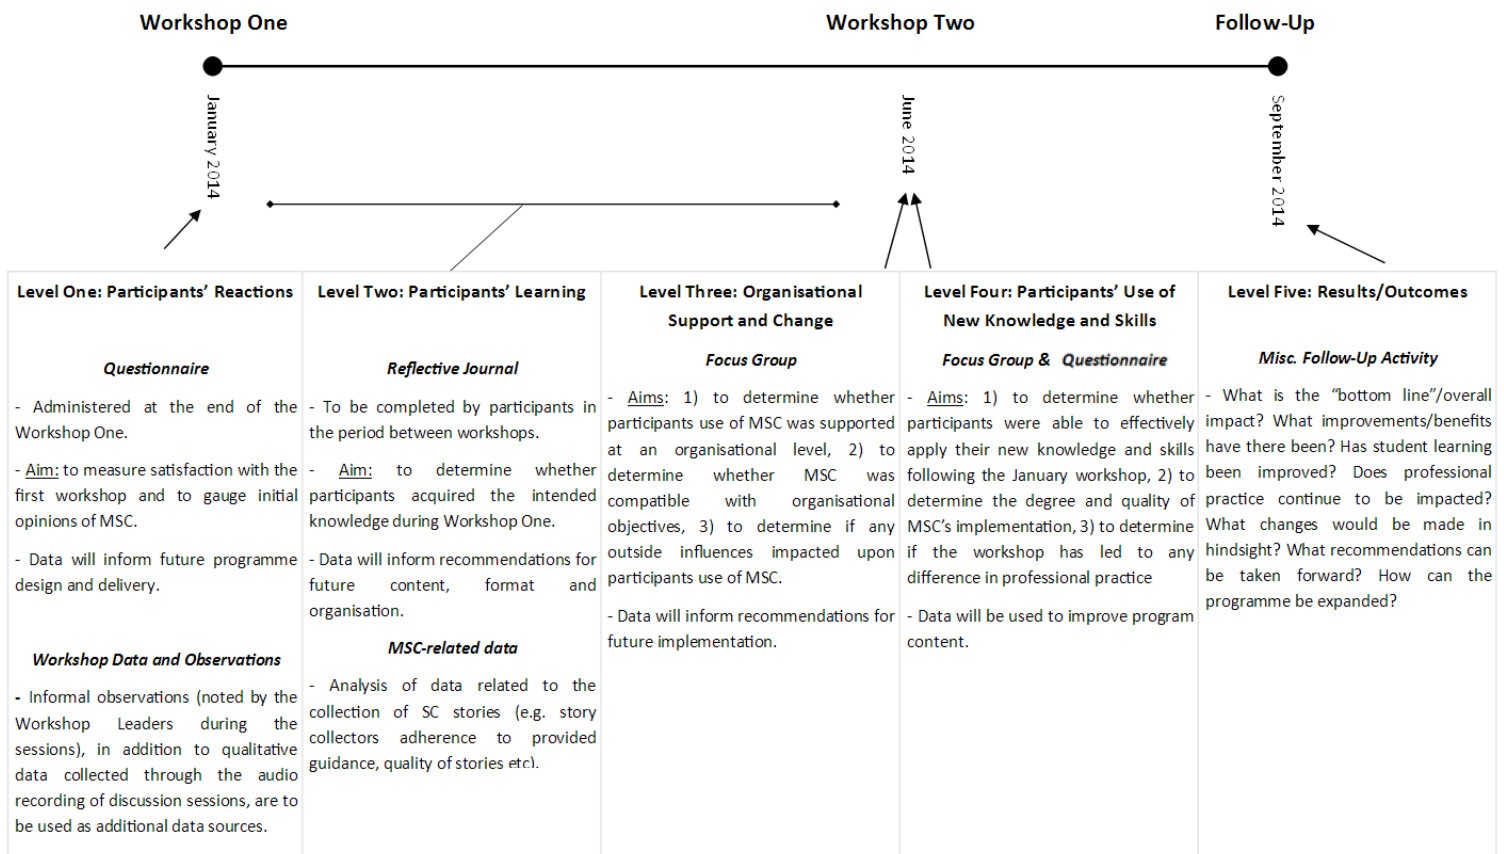 Workshop One
Workshop Two
Follow-Up
January 2014
June 2014
September 2014
Level One: Participants’ Reactions
Questionnaire
- Administered at the end of the
Workshop One.
- Aim: to measure satisfaction with the
first workshop and to gauge initial
opinions of MSC.
- Data will inform future programme
design and delivery.
Workshop Data and Observations
- Informal observations (noted by the
Workshop Leaders during the
sessions), in addition to qualitative
data collected through the audio
recording of discussion sessions, are to
be used as additional data sources.
Level Two: Participants’ Learning
Reflective Journal
- To be completed by participants in
the period between workshops.
- Aim: to determine whether
participants acquired the intended
knowledge during Workshop One.
- Data will inform recommendations for
future content, format and
organisation.
MSC-related data
- Analysis of data related to the
collection of SC stories (e.g. story
collectors adherence to provided
guidance, quality of stories etc).
Level Three: Organisational
Support and Change
Focus Group
- Aims: 1) to determine whether
participants use of MSC was supported
at an organisational level, 2) to
determine whether MSC was
compatible with organisational
objectives, 3) to determine if any
outside influences impacted upon
participants use of MSC.
- Data will inform recommendations for
future implementation.
Level Four: Participants’ Use of
New Knowledge and Skills
Focus Group & Questionnaire
- Aims: 1) to determine whether
participants were able to effectively
apply their new knowledge and skills
following the January workshop, 2) to
determine the degree and quality of
MSC’s implementation, 3) to determine
if the workshop has led to any
difference in professional practice
- Data will be used to improve program
content.
Level Five: Results/Outcomes
Misc. Follow-Up Activity
- What is the “bottom line”/overall
impact? What improvements/benefits
have there been? Has student learning
been improved? Does professional
practice continue to be impacted?
What changes would be made in
hindsight? What recommendations can
be taken forward? How can the
programme be expanded?